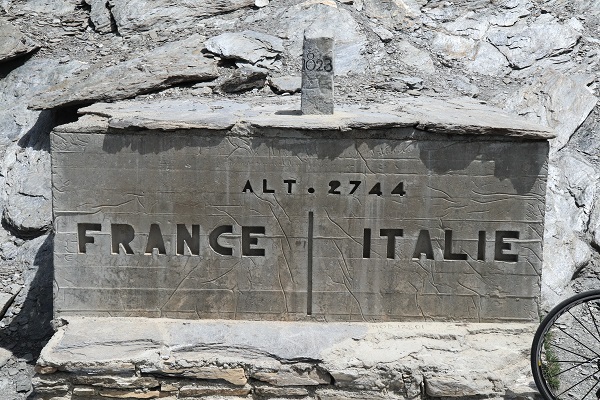 1823
ALT. 2744
FRANCE | ITALIE